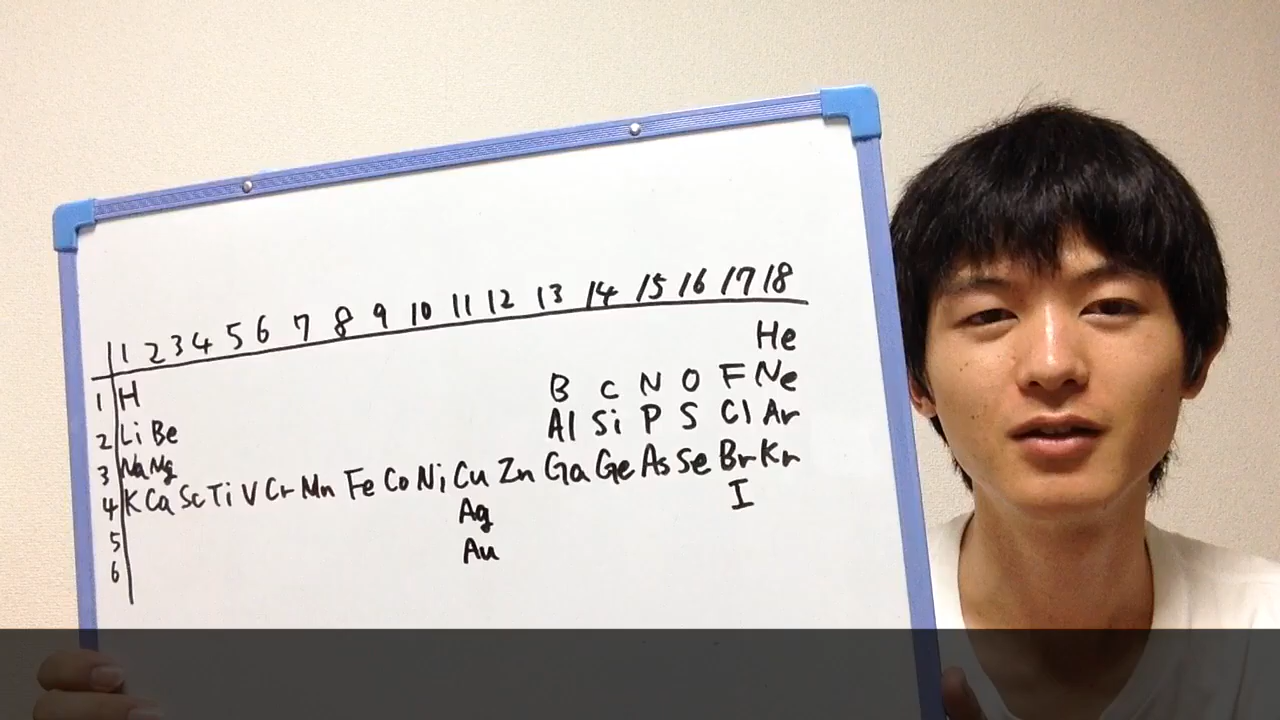 1 2 3 4 5 6 7 8 9 10 11 12 13 14 15 16 17 18
1 H He
2 Li Be B C N O F Ne
3 Na Mg Al Si P S Cl Ar
4 K Ca Sc Ti V Cr Mn Fe Co Ni Cu Zn Ga Ge As Se Br Kr
5 Ag I
6 Au